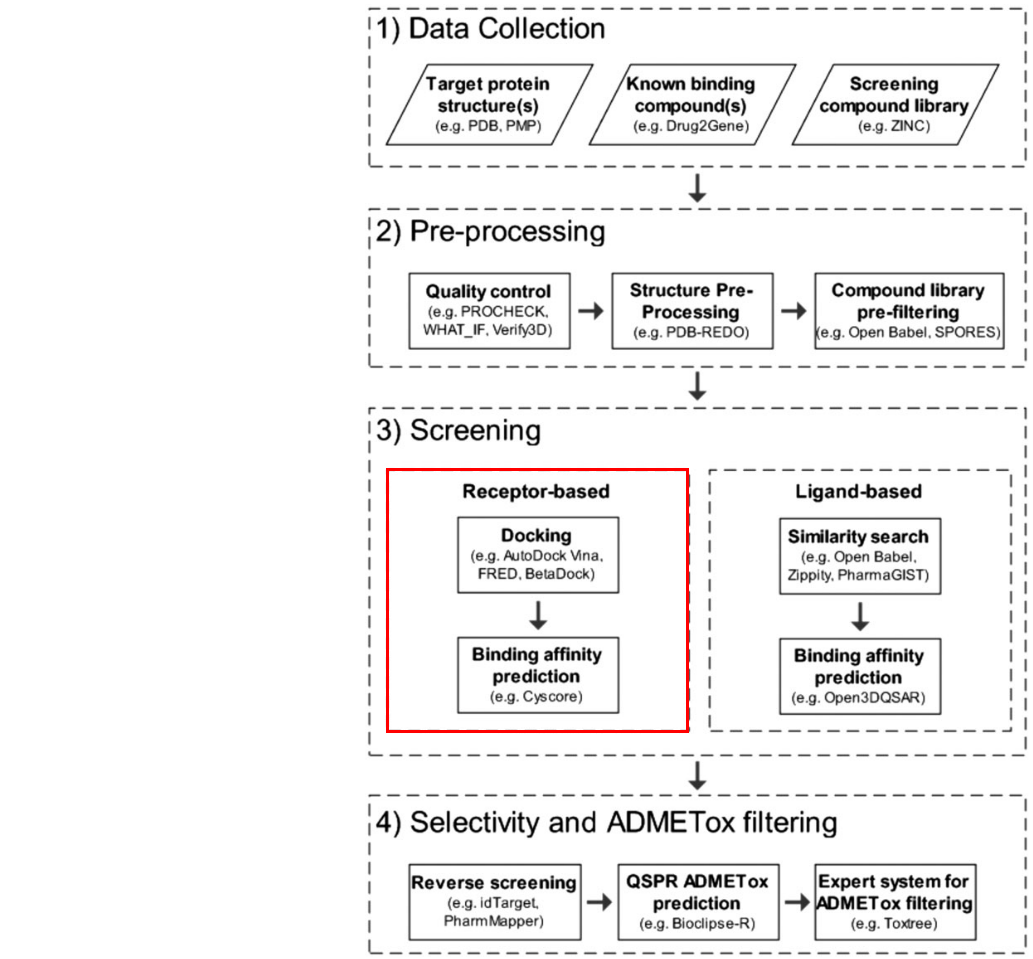 1) Data Collection
Target protein
structure(s)
(e.g. PDB, PMP)
Known binding
compound(s)
(e.g. Drug2Gene)
Screening
compound library
(e.g. ZINC)
2) Pre-processing
Quality control
(e.g. PROCHECK,
WHAT_IF, Verify3D)
Structure Pre-
Processing
(e.g. PDB-REDO)
Compound library
pre-filtering
(e.g. Open Babel, SPORES)
3) Screening
Receptor-based
Docking
(e.g. AutoDock Vina,
FRED, BetaDock)
Binding affinity
prediction
(e.g. Cyscore)
Ligand-based
Similarity search
(e.g. Open Babel,
Zippity, PharmaGIST)
Binding affinity
prediction
(e.g. Open3DQSAR)
4) Selectivity and ADMETox filtering
Reverse screening
(e.g. idTarget,
PharmMapper)
QSPR ADMETox
prediction
(e.g. Bioclipse-R)
Expert system for
ADMETox filtering
(e.g. Toxtree)